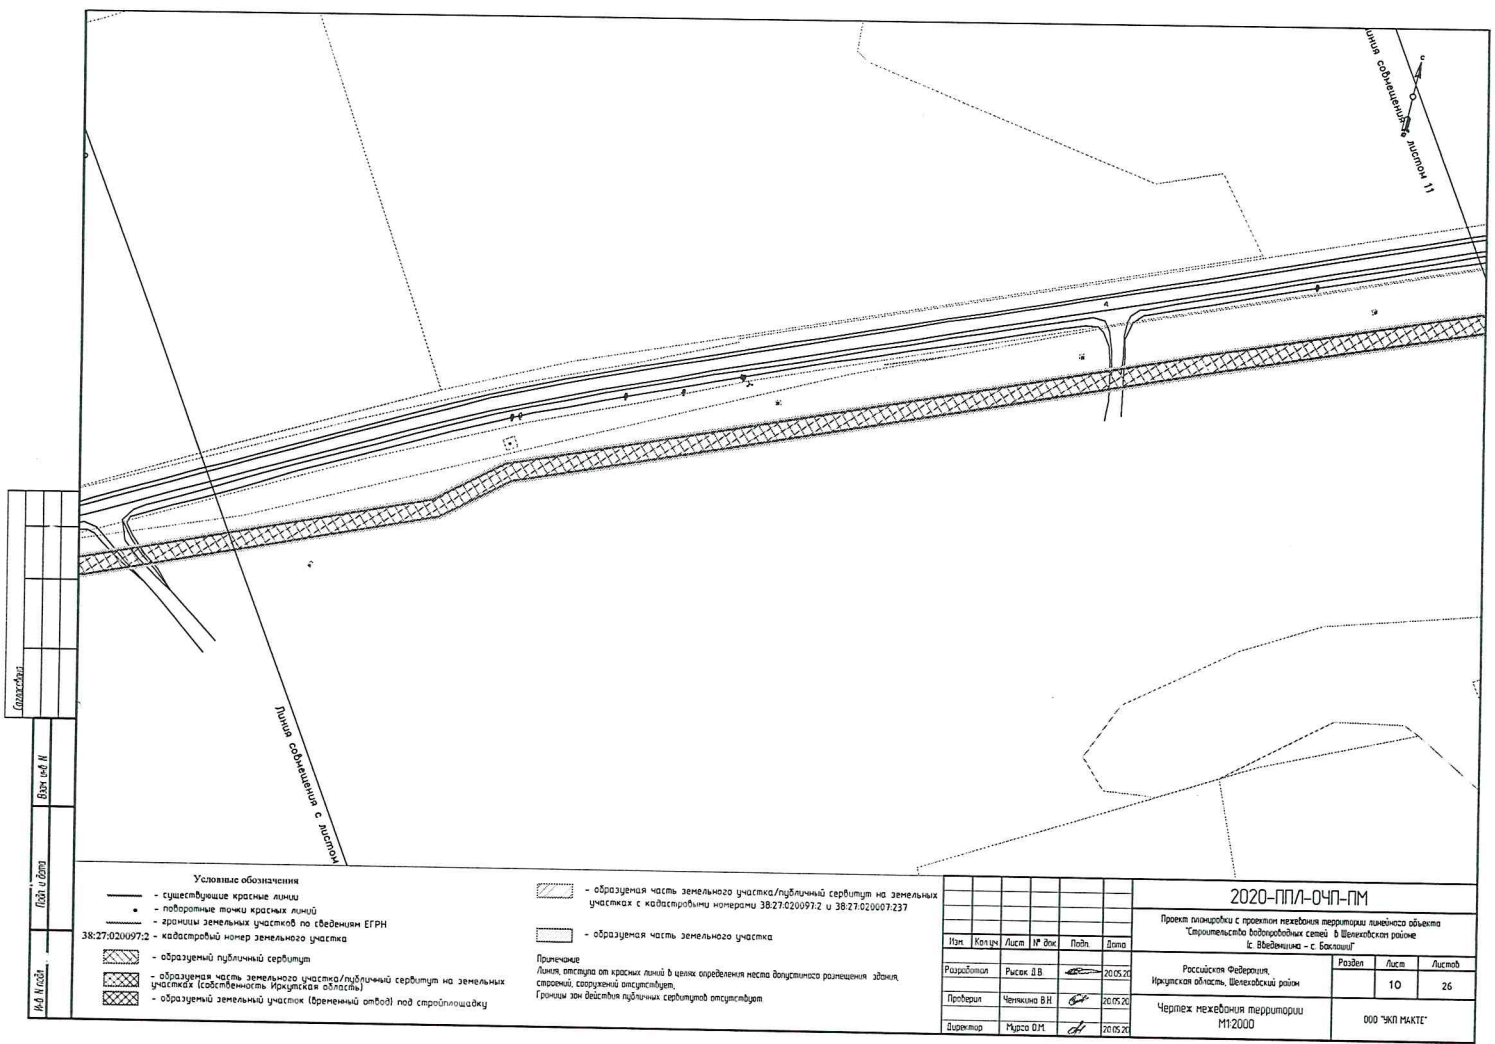 Линия совмещения с листом 11
с
ю
4
Линия совмещения с листом
Согласовано
Взам инв N
Подп. и дата
Инв N подл
Условные обозначения
- существующие красные линии
- поворотные точки красных линий
- границы земельных участков по сведениям ЕГРН
38:27:020097:2 - кадастровый номер земельного участка
- образуемый публичный сервитут
- образуемая часть земельного участка/публичный сервитут на земельных
участках (собственность Иркутская область)
- образуемый земельный участок (временный отвод) под стройплощадку
- образуемая часть земельного участка/публичный сервитут на земельных
участках с кадастровыми номерами 38:27:020097:2 и 38:27:020007:237
- образуемая часть земельного участка
Примечание
Линия, отступа от красных линий в целях определения места допустимого размещения здания,
строений, сооружений отсутствует,
Границы зон действия публичных сервитутов отсутствуют
2020-ППЛ-ОЧП-ПМ
Проект планировки с проектом межевания территории линейного объекта
"Строительство водопроводных сетей в Шелеховском районе
(с. Введенщина - с. Баклаши)"
Изм. Кол.уч Лист № док Подп. Дата
Разработал Рысак Д.В. 20.05.20
Проверил Ченякина В.Н 20.05.20
Директор Мурга О.М. 20.05.20
Российская Федерация,
Иркутская область, Шелеховский район
Раздел Лист Листов
10 26
Чертеж межевания территории
М1:2000
ООО "УКП МАКТЕ"